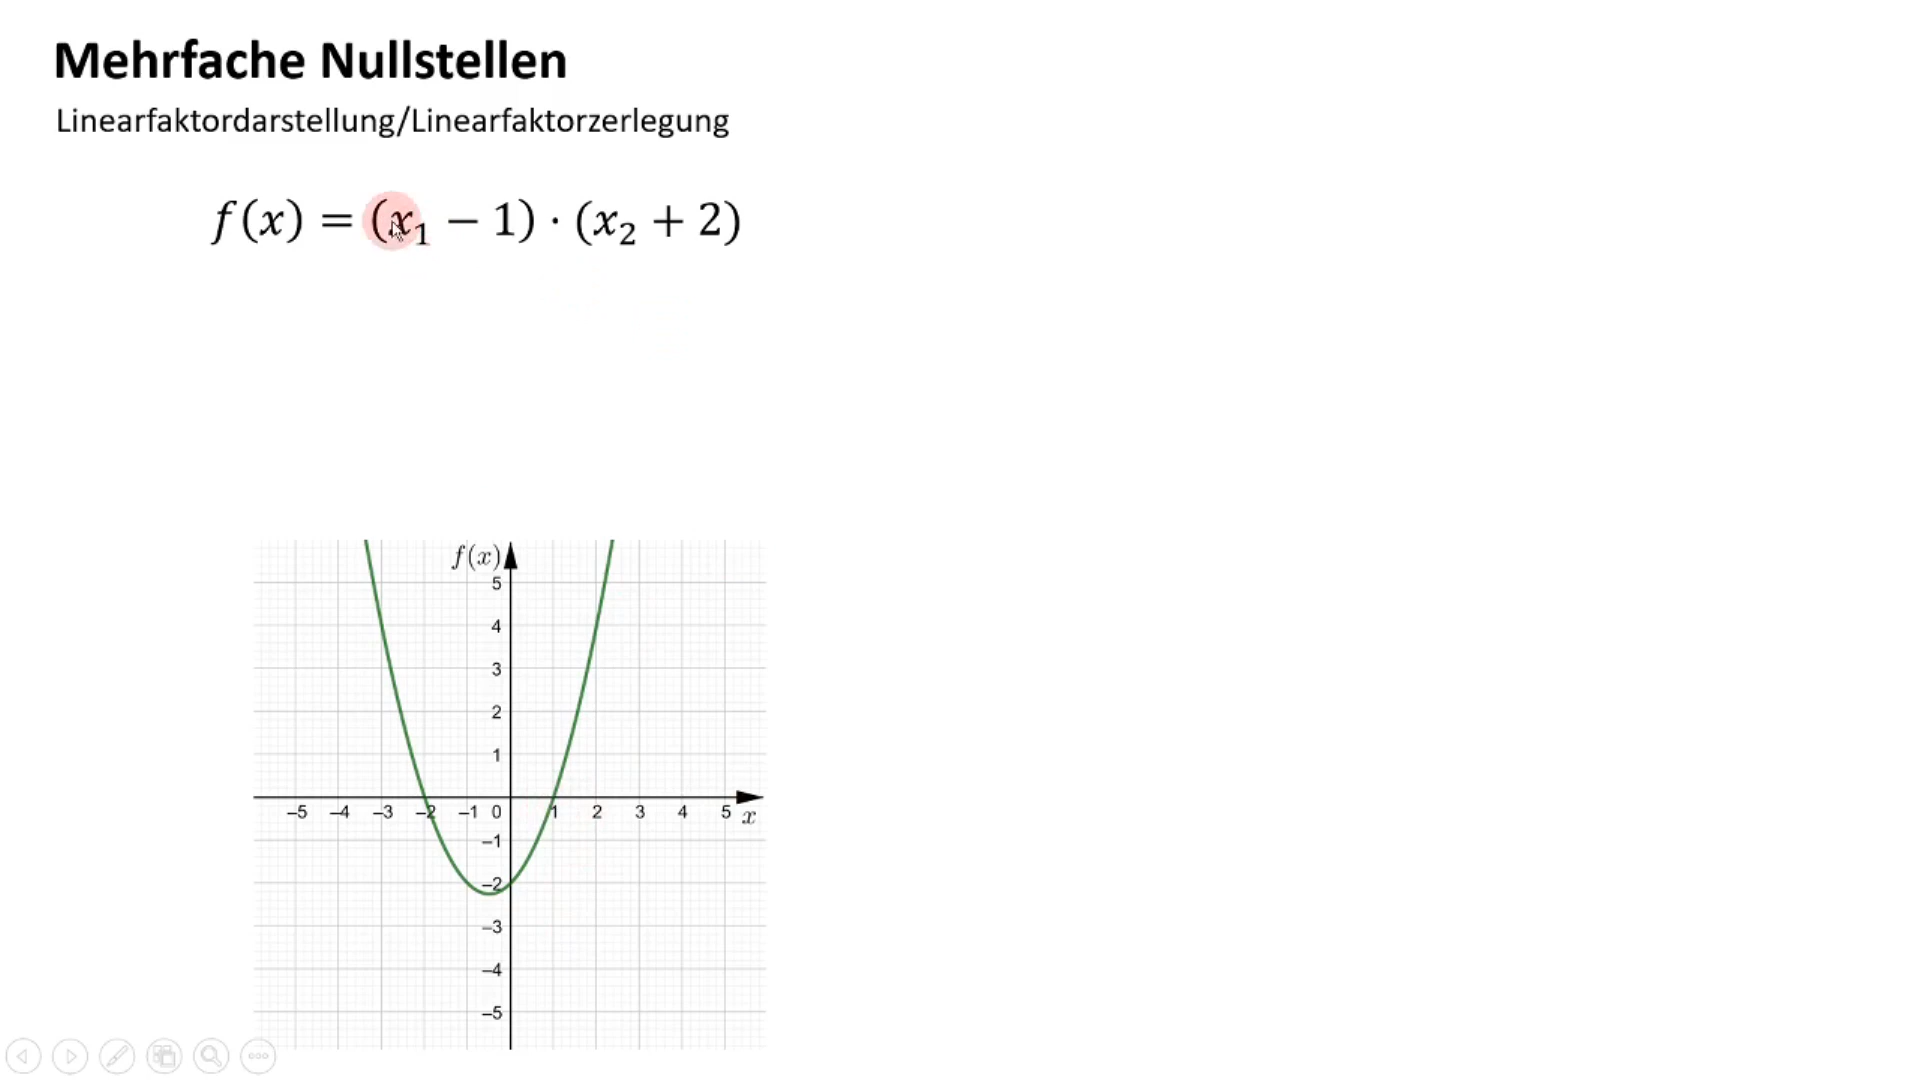 Mehrfache Nullstellen
Linearfaktordarstellung/Linearfaktorzerlegung
f(x) = (x₁ − 1) · (x₂ + 2)
f(x)
5
4
3
2
1
–5 –4 –3 –2 –1 0 1 2 3 4 5 x
–1
–2
–3
–4
–5